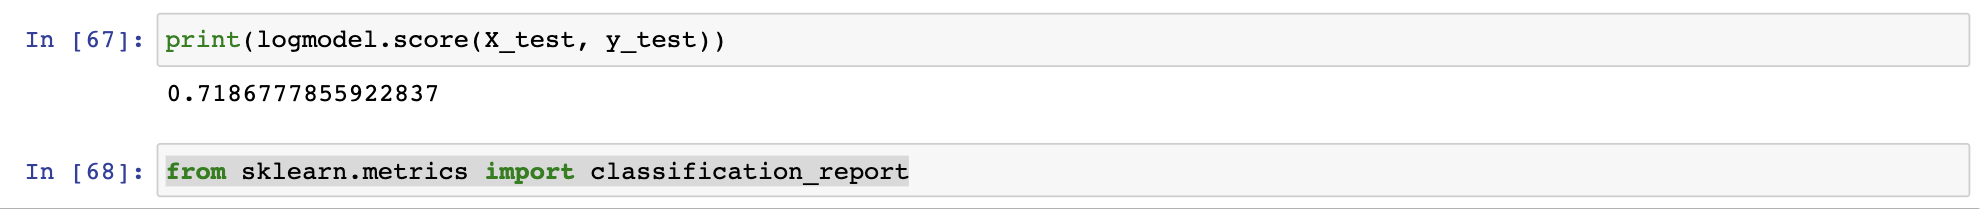 In [67]: print(logmodel.score(X_test, y_test))
0.7186777855922837
In [68]: from sklearn.metrics import classification_report